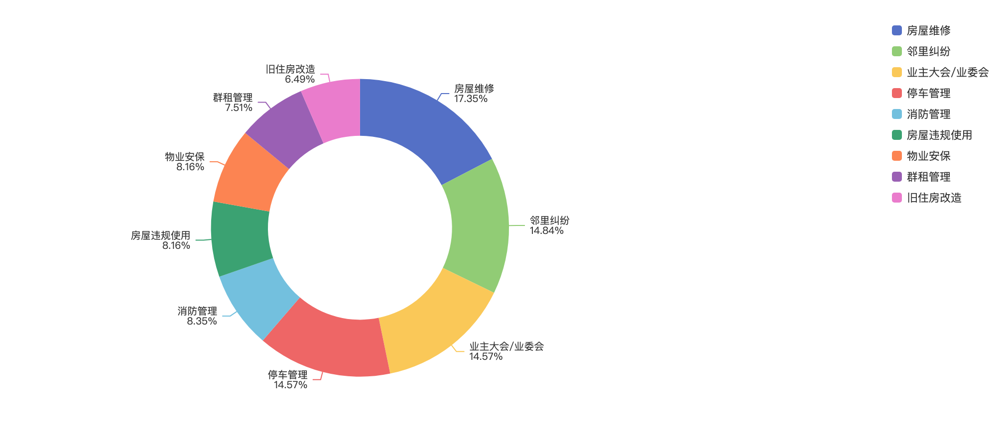 旧住房改造
6.49%
房屋维修
17.35%
群租管理
7.51%
物业安保
8.16%
邻里纠纷
14.84%
房屋违规使用
8.16%
消防管理
8.35%
业主大会/业委会
14.57%
停车管理
14.57%
房屋维修
邻里纠纷
业主大会/业委会
停车管理
消防管理
房屋违规使用
物业安保
群租管理
旧住房改造